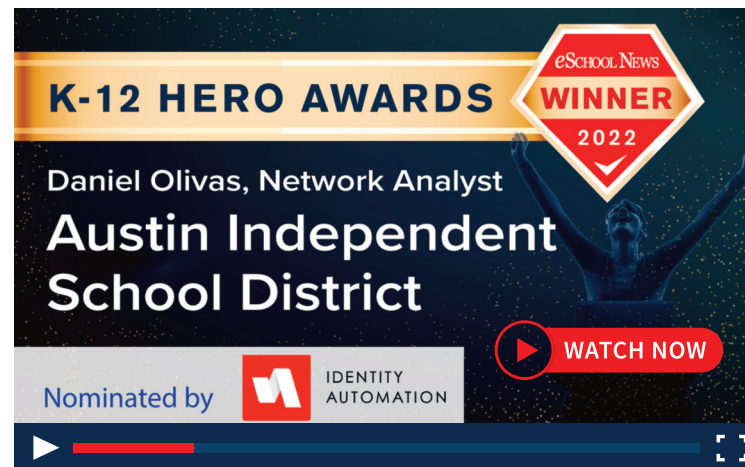 K-12 HERO AWARDS
eSCHOOL NEWS
WINNER
2022
Daniel Olivas, Network Analyst
Austin Independent
School District
WATCH NOW
Nominated by
IDENTITY
AUTOMATION